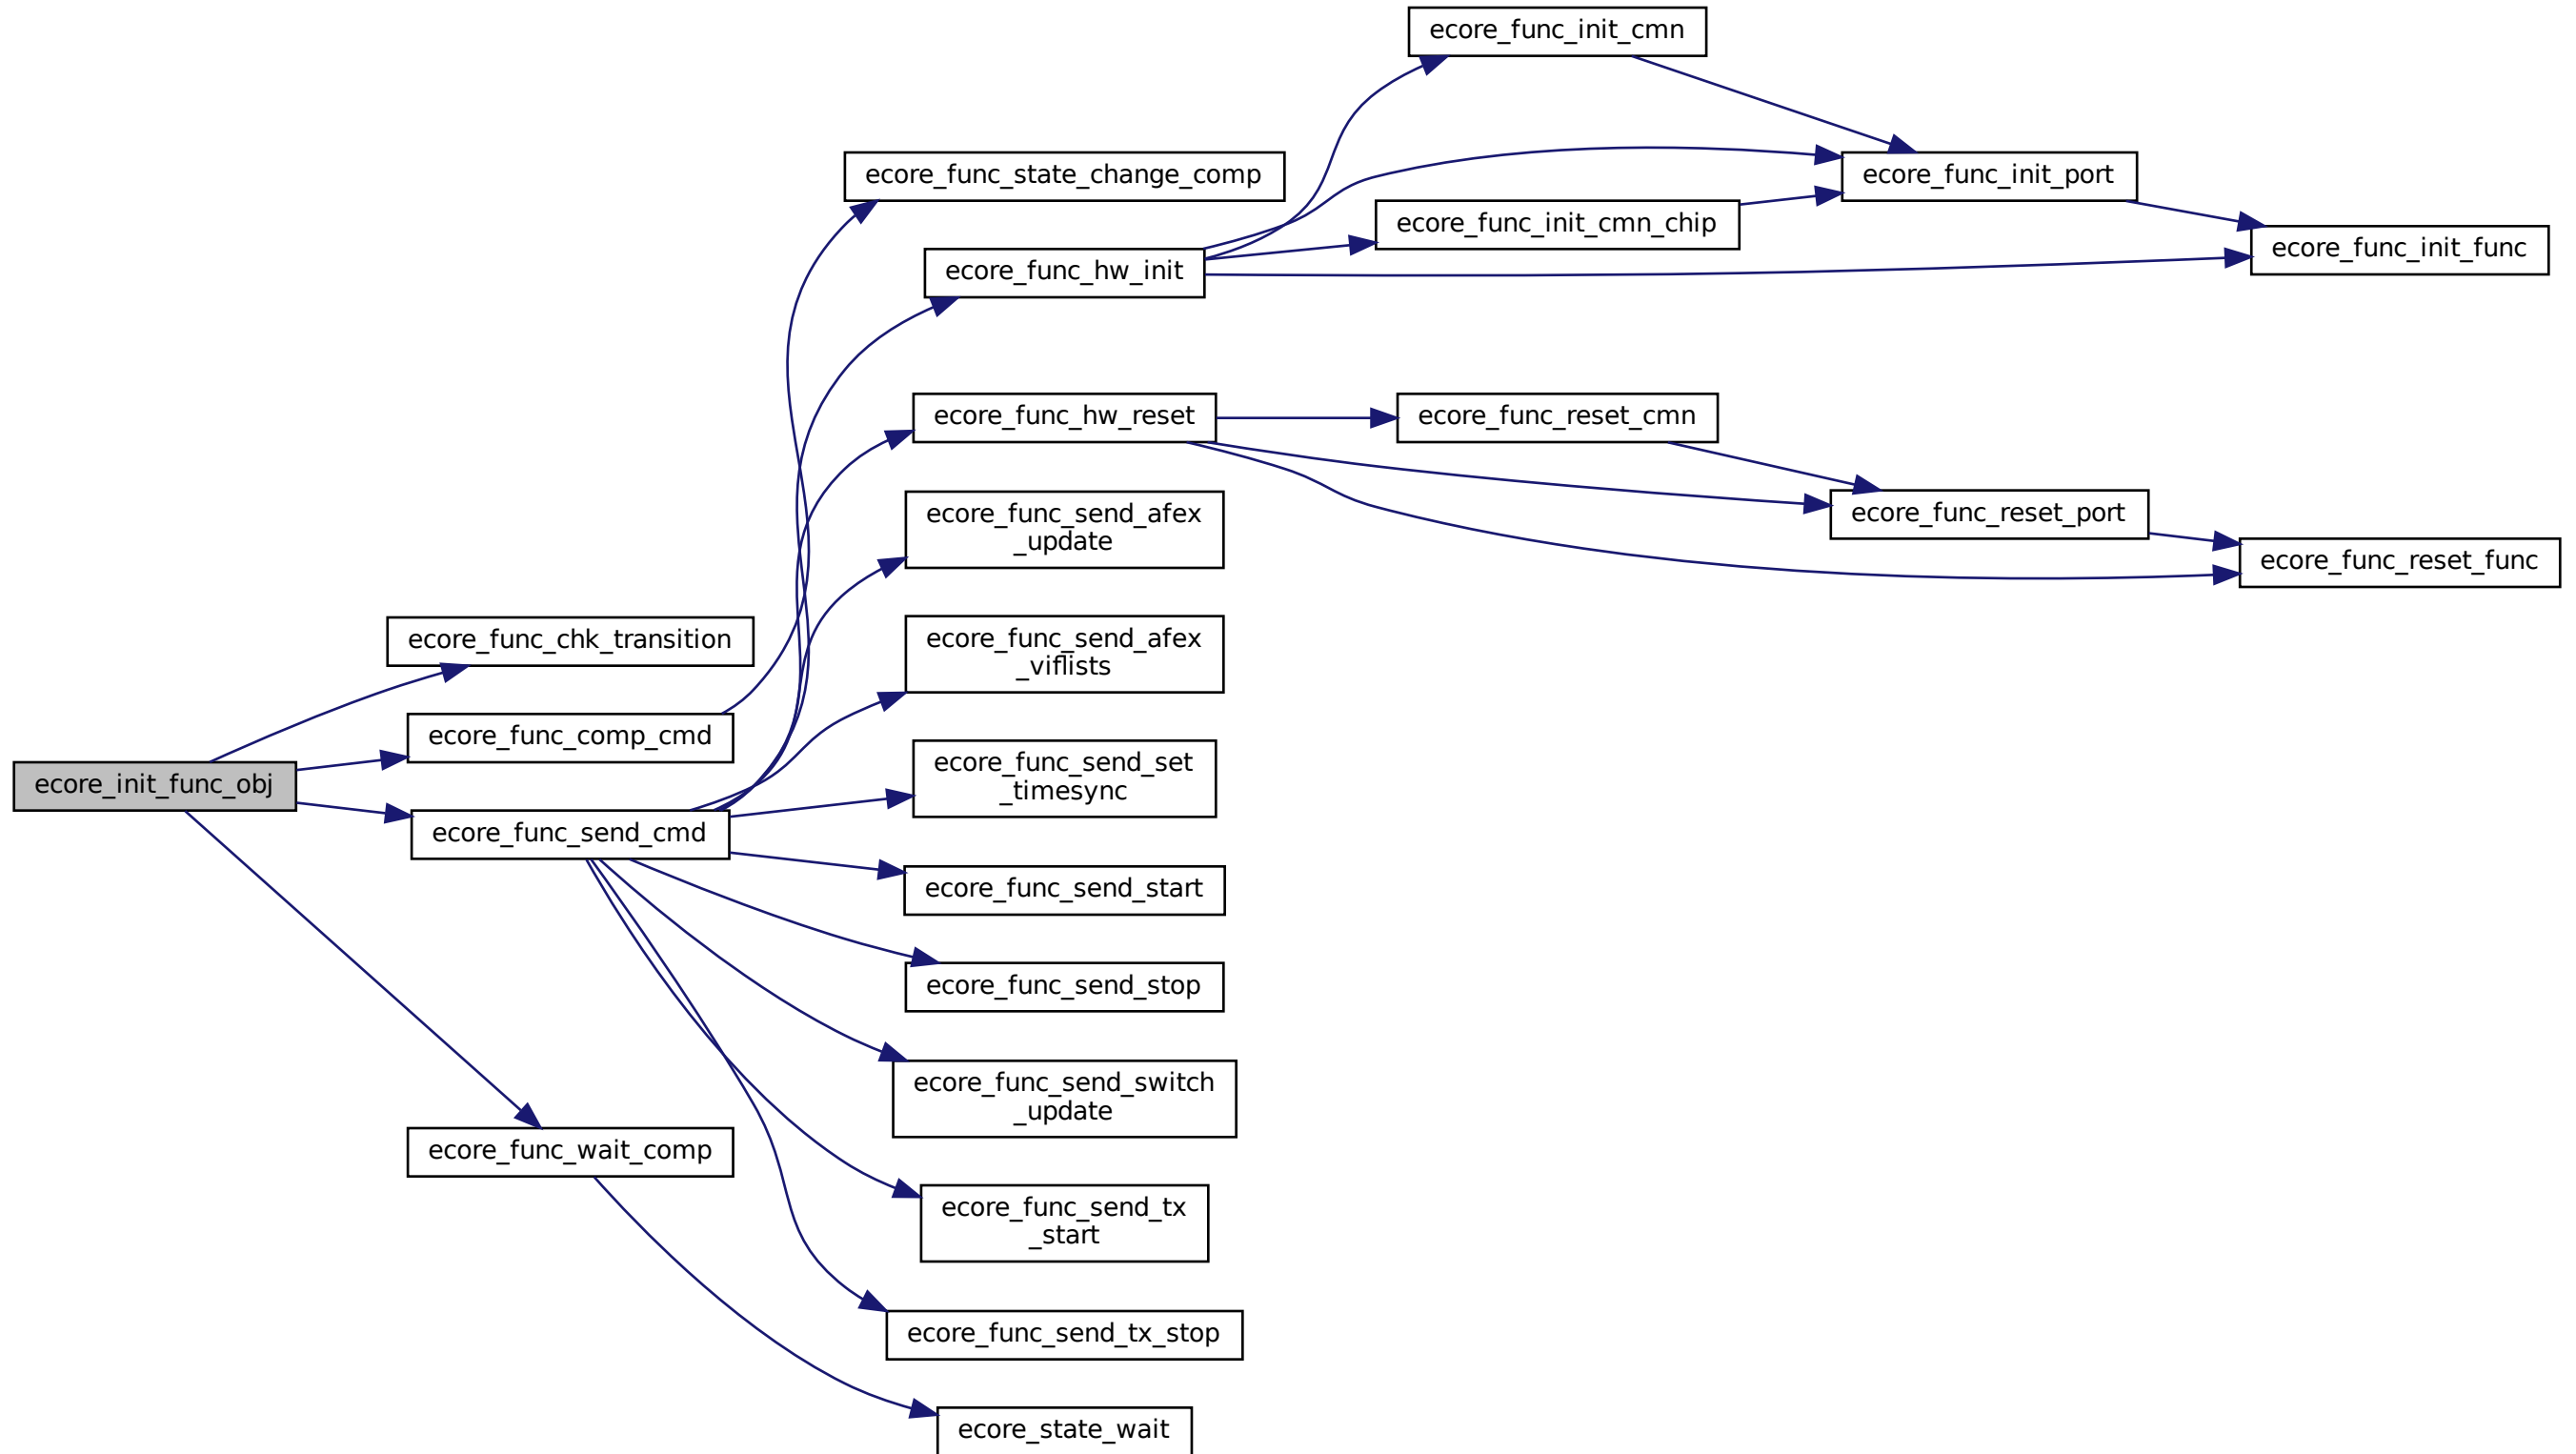 ecore_func_init_cmn
ecore_func_state_change_comp
ecore_func_init_port
ecore_func_init_cmn_chip
ecore_func_init_func
ecore_func_hw_init
ecore_func_hw_reset
ecore_func_reset_cmn
ecore_func_send_afex
_update
ecore_func_reset_port
ecore_func_reset_func
ecore_func_chk_transition
ecore_func_send_afex
_viflists
ecore_func_comp_cmd
ecore_func_send_set
_timesync
ecore_init_func_obj
ecore_func_send_cmd
ecore_func_send_start
ecore_func_send_stop
ecore_func_send_switch
_update
ecore_func_wait_comp
ecore_func_send_tx
_start
ecore_func_send_tx_stop
ecore_state_wait